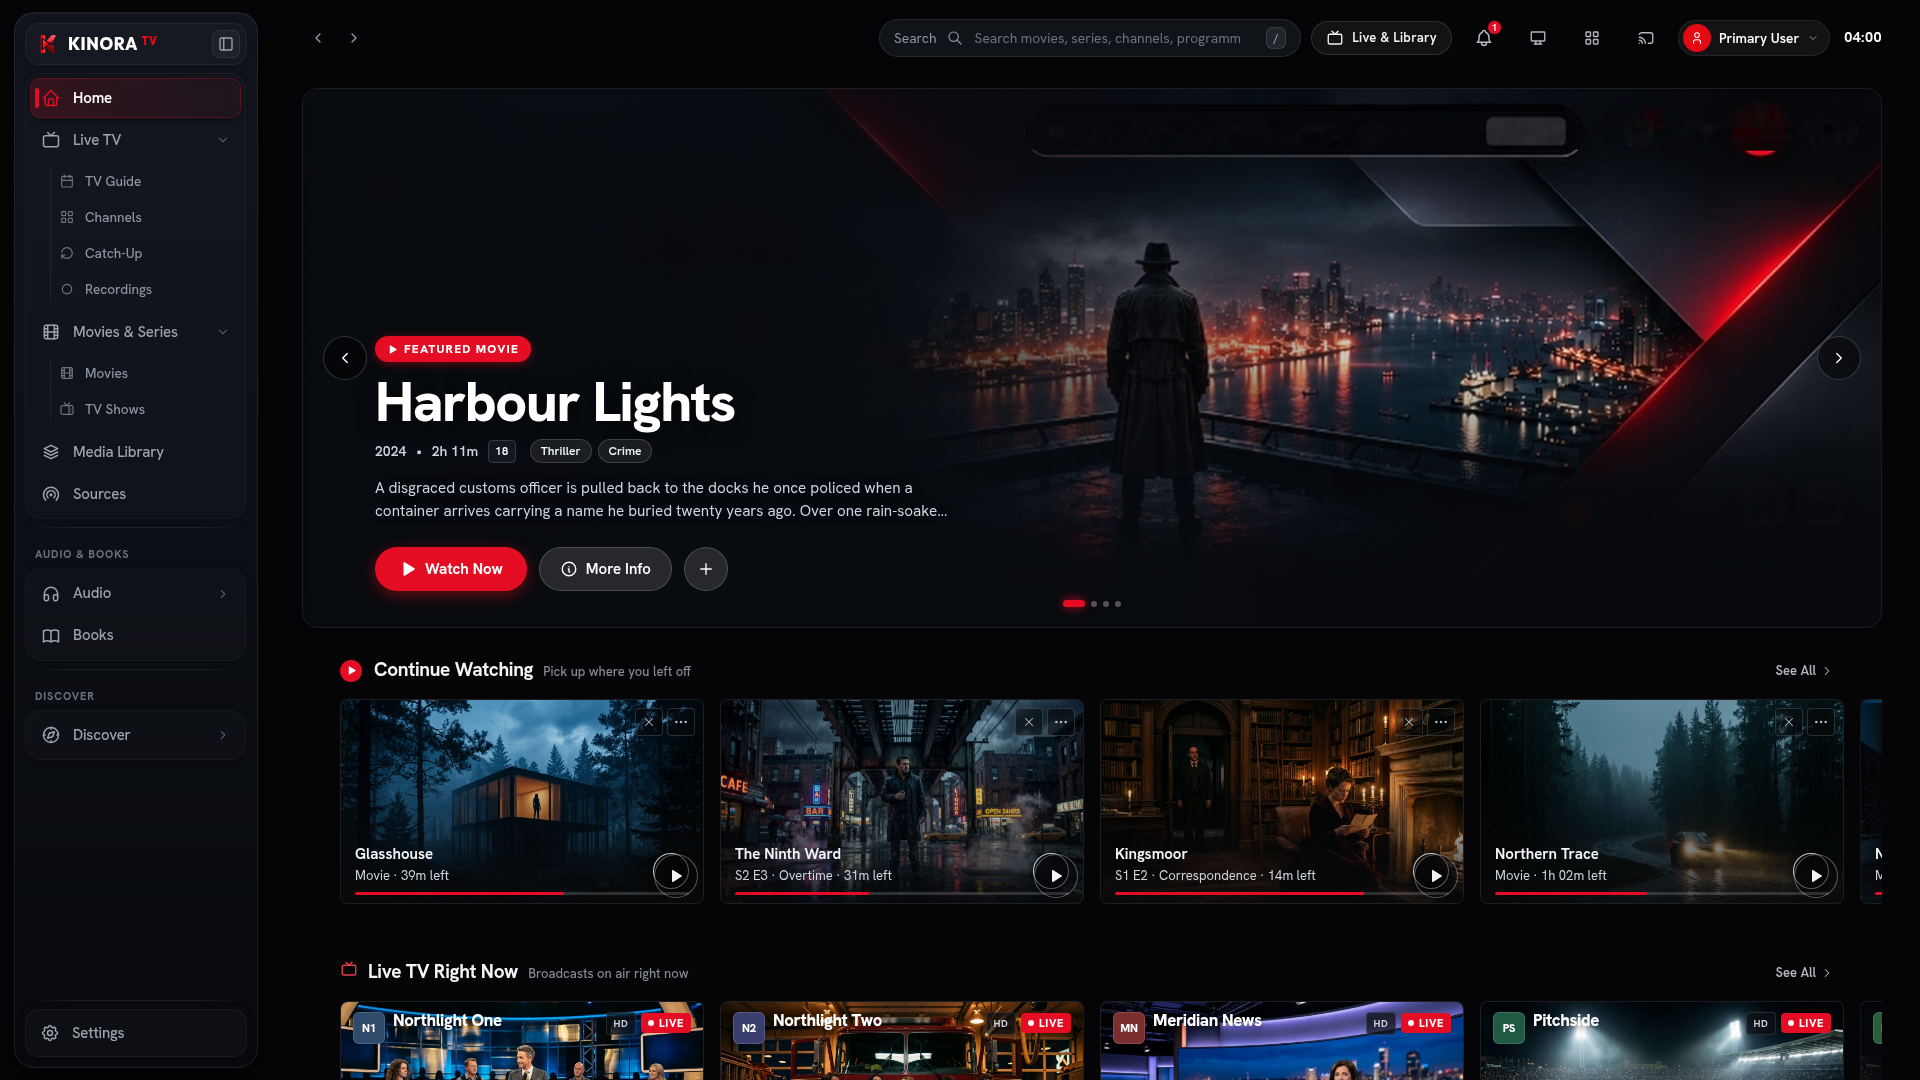 KINORA TV
Search
Search movies, series, channels, programm
/
Live & Library
1
Primary User
04:00
Home
Live TV
TV Guide
Channels
Catch-Up
Recordings
Movies & Series
Movies
TV Shows
Media Library
Sources
AUDIO & BOOKS
Audio
Books
DISCOVER
Discover
Settings
FEATURED MOVIE
Harbour Lights
2024 • 2h 11m 18 Thriller Crime
A disgraced customs officer is pulled back to the docks he once policed when a
container arrives carrying a name he buried twenty years ago. Over one rain-soake...
Watch Now
More Info
Continue Watching Pick up where you left off
See All
Glasshouse
Movie · 39m left
CAFE
BAR
BAR
OPEN 24HRS
The Ninth Ward
S2 E3 · Overtime · 31m left
Kingsmoor
S1 E2 · Correspondence · 14m left
Northern Trace
Movie · 1h 02m left
Live TV Right Now Broadcasts on air right now
See All
N1 Northlight One HD LIVE
N2 Northlight Two HD LIVE
MN Meridian News HD LIVE
PS Pitchside HD LIVE